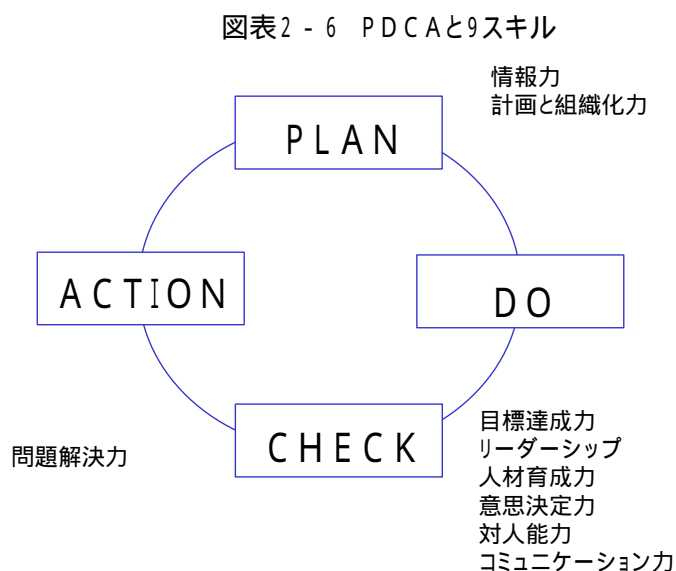 図表2-6 PDCAと9スキル
情報力
計画と組織化力
PLAN
ACTION
DO
CHECK
目標達成力
リーダーシップ
人材育成力
意思決定力
対人能力
コミュニケーション力
問題解決力